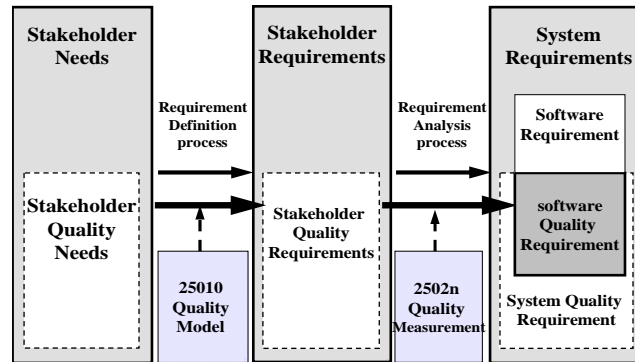 Stakeholder
Needs
Stakeholder
Requirements
System
Requirements
Requirement
Definition
process
Requirement
Analysis
process
Software
Requirement
Stakeholder
Quality
Needs
Stakeholder
Quality
Requirements
software
Quality
Requirement
25010
Quality
Model
2502n
Quality
Measurement
System Quality
Requirement